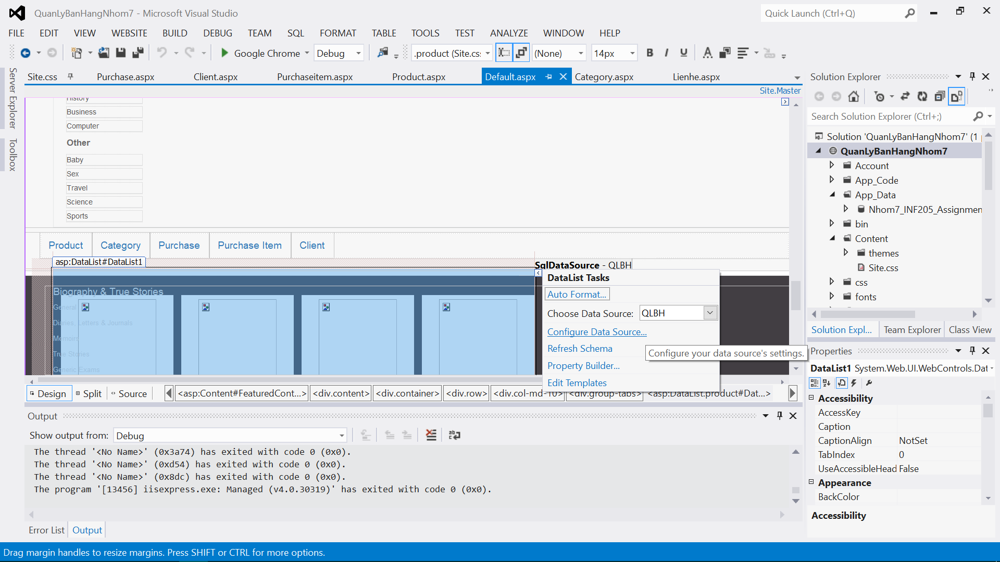 QuanLyBanHangNhom7 - Microsoft Visual Studio
Quick Launch (Ctrl+Q)
FILE EDIT VIEW WEBSITE BUILD DEBUG TEAM SQL FORMAT TABLE TOOLS TEST ANALYZE WINDOW HELP
Google Chrome Debug .product (Site.cs (None) 14px B I U A
Server Explorer
Toolbox
Site.css Purchase.aspx Client.aspx Purchaseitem.aspx Product.aspx Default.aspx Category.aspx Lienhe.aspx
Site.Master
History
Business
Computer
Other
Baby
Sex
Travel
Science
Sports
Product Category Purchase Purchase Item Client
asp:DataList#DataList1
SqlDataSource - QLBH
Biography & True Stories
General
Diaries, Letters & Journals
Memoirs
True Stories
Generic Exams
DataList Tasks
Auto Format...
Choose Data Source: QLBH
Configure Data Source...
Refresh Schema
Property Builder...
Edit Templates
Configure your data source's settings.
Design Split Source <asp:Content#FeaturedCont...> <div.content> <div.container> <div.row> <div.col-md-10> <div.group-tabs> <asp:DataList.product#Dat...>
Output
Show output from: Debug
The thread '<No Name>' (0x3a74) has exited with code 0 (0x0).
The thread '<No Name>' (0xd54) has exited with code 0 (0x0).
The thread '<No Name>' (0x8dc) has exited with code 0 (0x0).
The program '[13456] iisexpress.exe: Managed (v4.0.30319)' has exited with code 0 (0x0).
Error List Output
Drag margin handles to resize margins. Press SHIFT or CTRL for more options.
Solution Explorer
Search Solution Explorer (Ctrl+;)
Solution 'QuanLyBanHangNhom7' (1
QuanLyBanHangNhom7
Account
App_Code
App_Data
Nhom7_INF205_Assignmen
bin
Content
themes
Site.css
css
fonts
Solution Expl... Team Explorer Class View
Properties
DataList1 System.Web.UI.WebControls.Dat
Accessibility
AccessKey
Caption
CaptionAlign NotSet
TabIndex 0
UseAccessibleHead False
Appearance
BackColor
Accessibility